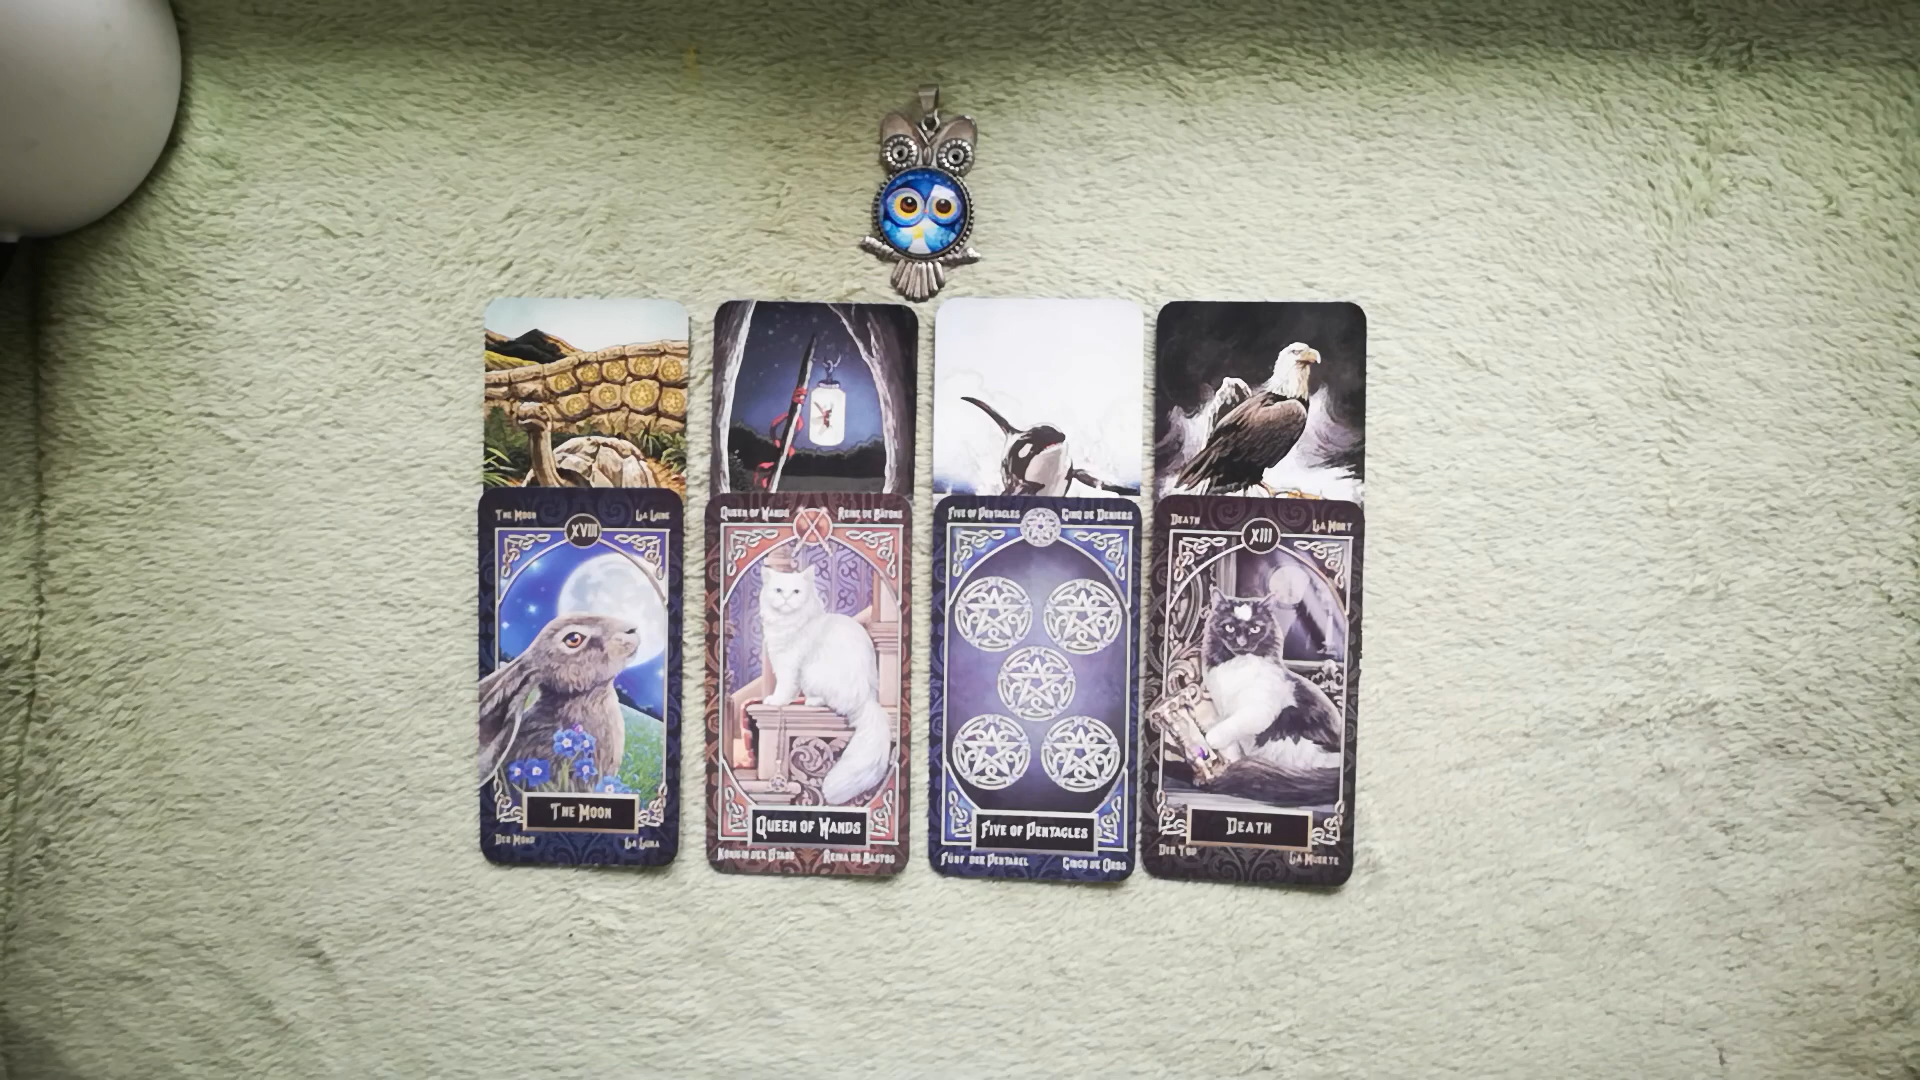 The Moon
La Lune
XVIII
The Moon
Der Mond
La Luna
Queen of Wands
Reine de Bâtons
Queen of Wands
Königin der Stäbe
Reina de Bastos
Five of Pentacles
Cinq de Deniers
Five of Pentacles
Fünf der Pentakel
Cinco de Oros
Death
La Mort
XIII
Death
Der Tod
La Muerte